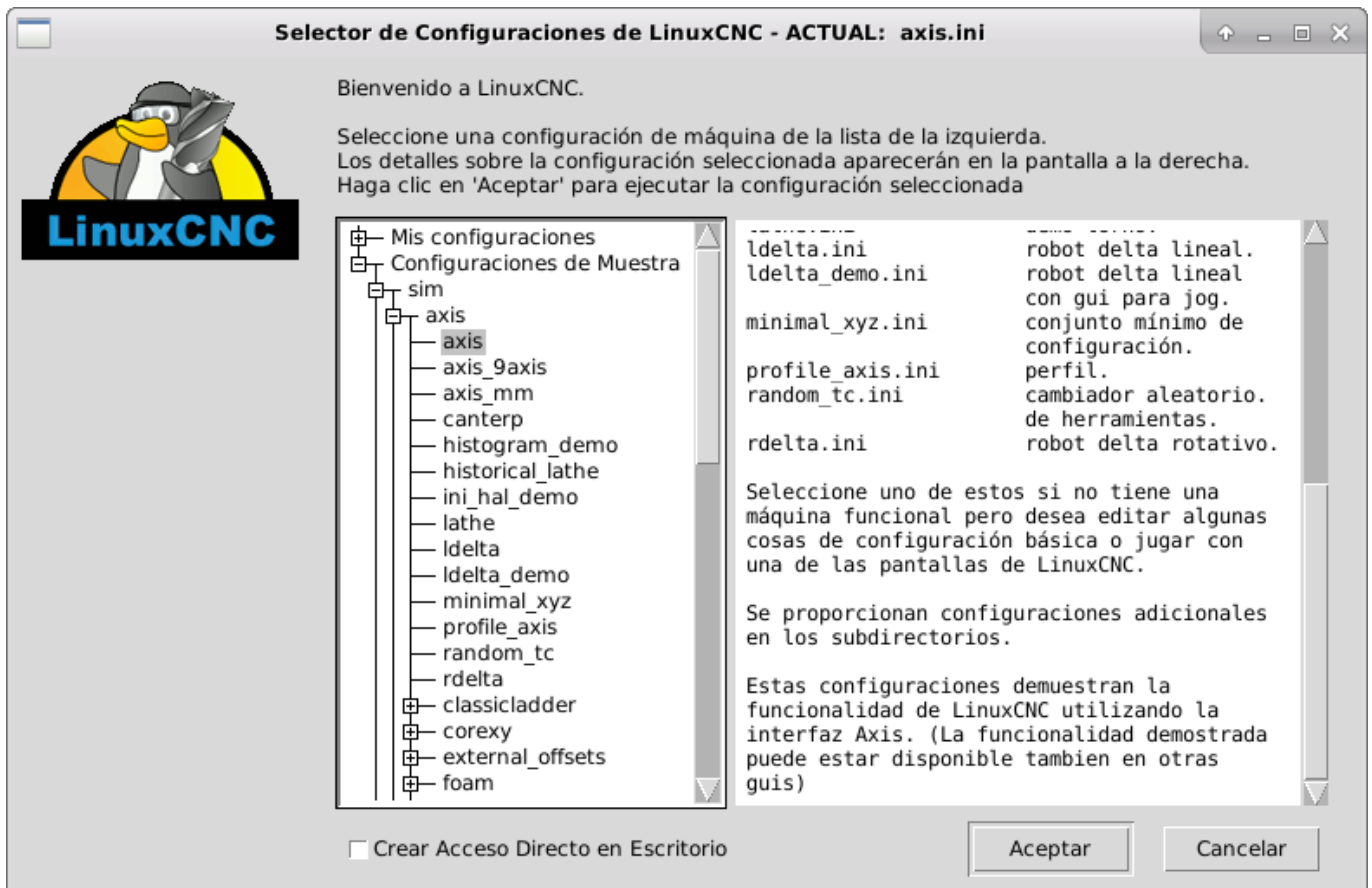 Selector de Configuraciones de LinuxCNC - ACTUAL:  axis.ini
Bienvenido a LinuxCNC.
Seleccione una configuración de máquina de la lista de la izquierda.
Los detalles sobre la configuración seleccionada aparecerán en la pantalla a la derecha.
Haga clic en 'Aceptar' para ejecutar la configuración seleccionada
LinuxCNC
Mis configuraciones
Configuraciones de Muestra
sim
axis
axis
axis_9axis
axis_mm
canterp
histogram_demo
historical_lathe
ini_hal_demo
lathe
ldelta
ldelta_demo
minimal_xyz
profile_axis
random_tc
rdelta
classicladder
corexy
external_offsets
foam
ldelta.ini robot delta lineal.
ldelta_demo.ini robot delta lineal
con gui para jog.
minimal_xyz.ini conjunto mínimo de
configuración.
profile_axis.ini perfil.
random_tc.ini cambiador aleatorio.
de herramientas.
rdelta.ini robot delta rotativo.
Seleccione uno de estos si no tiene una
máquina funcional pero desea editar algunas
cosas de configuración básica o jugar con
una de las pantallas de LinuxCNC.
Se proporcionan configuraciones adicionales
en los subdirectorios.
Estas configuraciones demuestran la
funcionalidad de LinuxCNC utilizando la
interfaz Axis. (La funcionalidad demostrada
puede estar disponible tambien en otras
guis)
Crear Acceso Directo en Escritorio
Aceptar
Cancelar